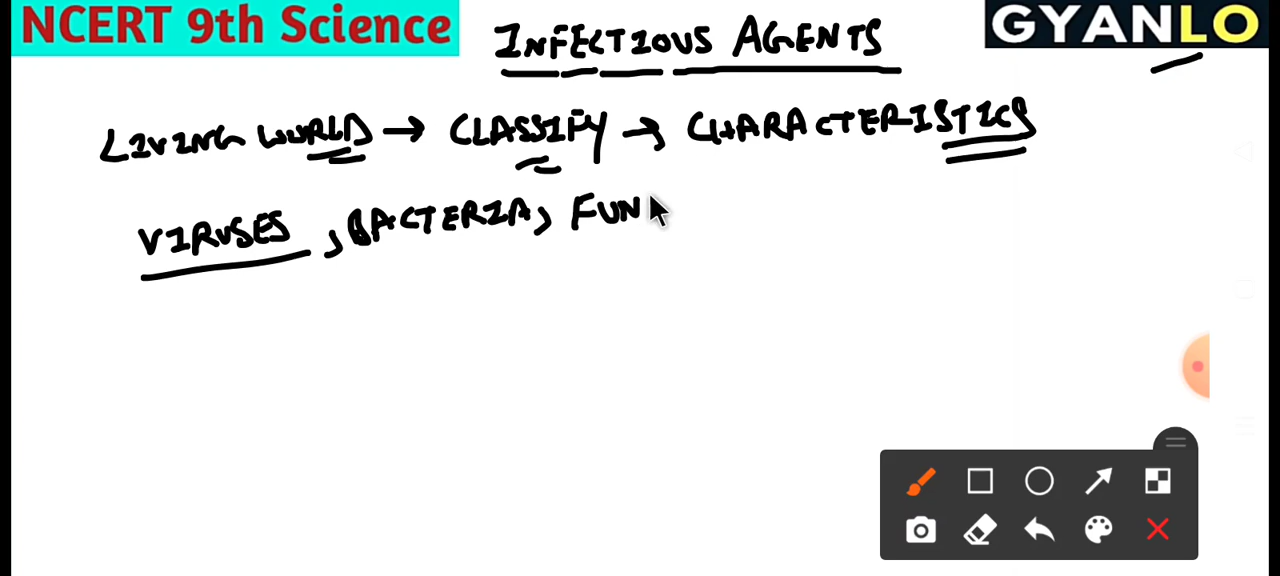 NCERT 9th Science
INFECTIOUS AGENTS
GYANLO
LIVING WORLD → CLASSIFY → CHARACTERISTICS
VIRUSES, BACTERIA, FUN